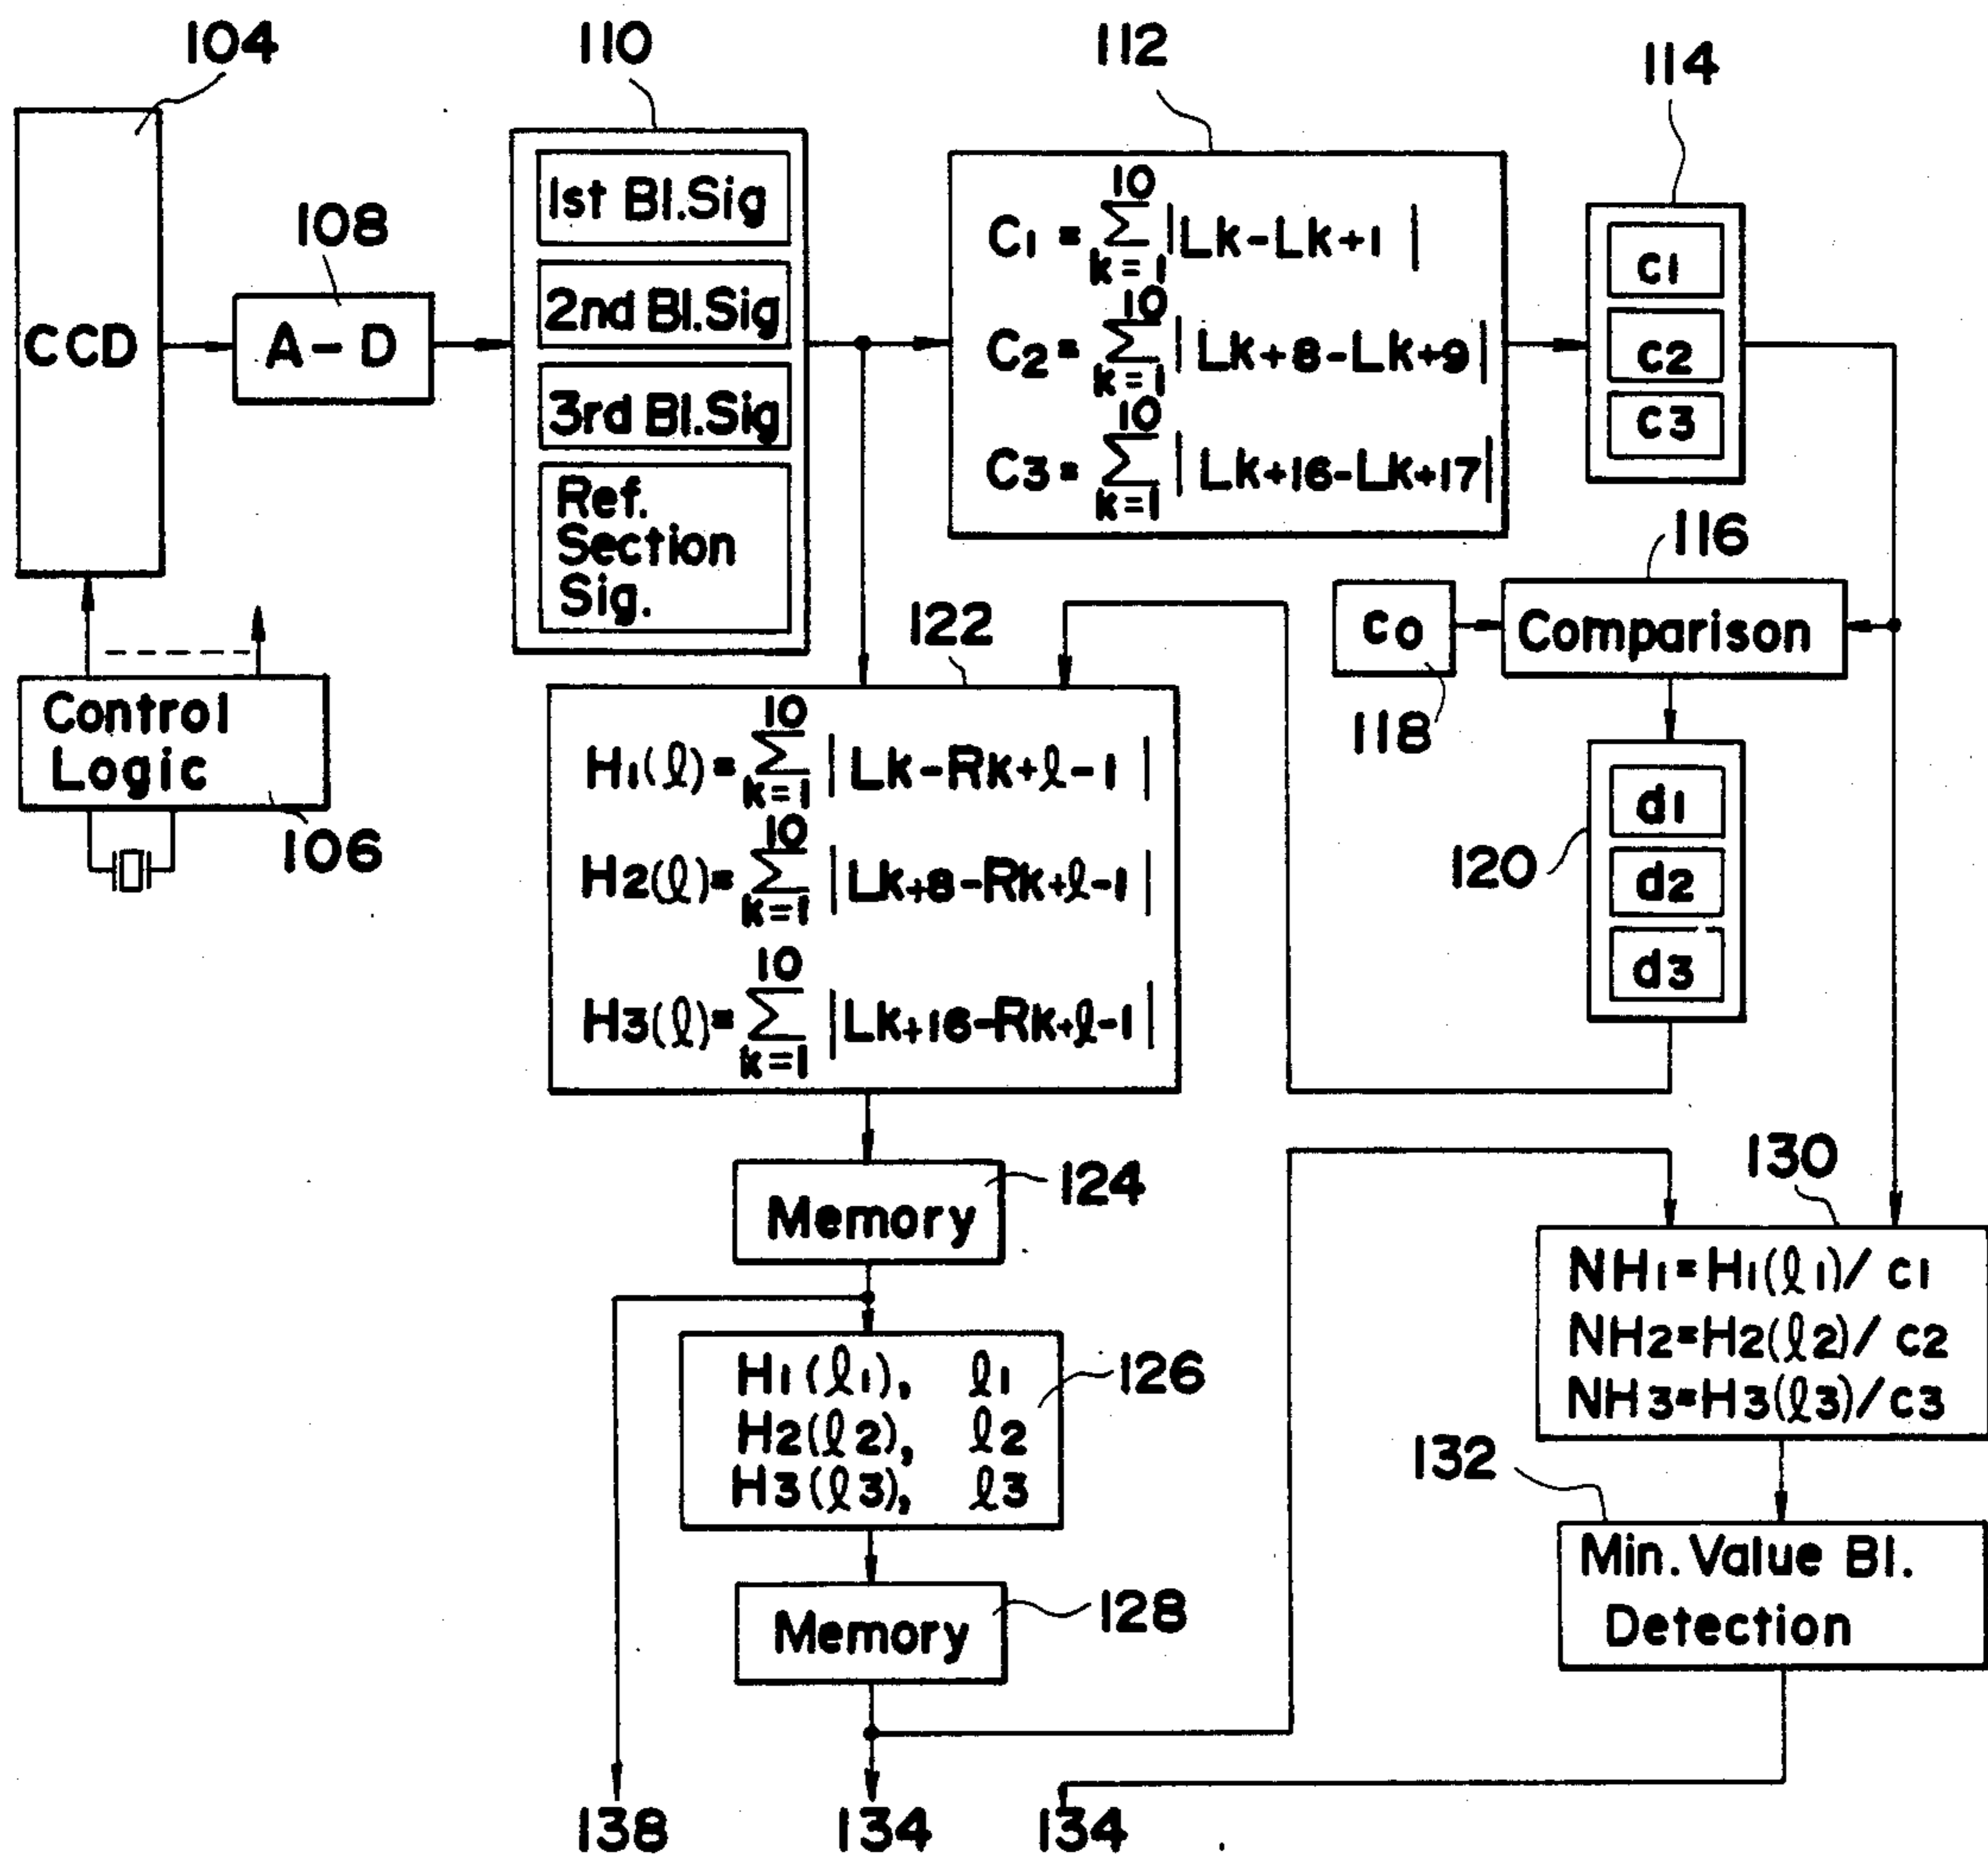 104
110
112
114
108
CCD
A-D
1st Bl.Sig
2nd Bl.Sig
3rd Bl.Sig
Ref.
Section
Sig.
10
C1 = Σ |Lk-Lk+1|
k=1
10
C2= Σ |Lk+8-Lk+9|
k=1
10
C3= Σ |Lk+16-Lk+17|
k=1
c1
c2
c3
116
co
Comparison
118
Control
Logic
106
122
10
H1(ℓ)= Σ |Lk-Rk+ℓ-1|
k=1
10
H2(ℓ)= Σ |Lk+8-Rk+ℓ-1|
k=1
10
H3(ℓ)= Σ |Lk+16-Rk+ℓ-1|
k=1
120
d1
d2
d3
124
Memory
130
NH1=H1(ℓ1)/ c1
NH2=H2(ℓ2)/ c2
NH3=H3(ℓ3)/c3
H1(ℓ1), ℓ1
H2(ℓ2), ℓ2
H3(ℓ3), ℓ3
126
132
Min. Value Bl.
Detection
Memory
128
138
134
134